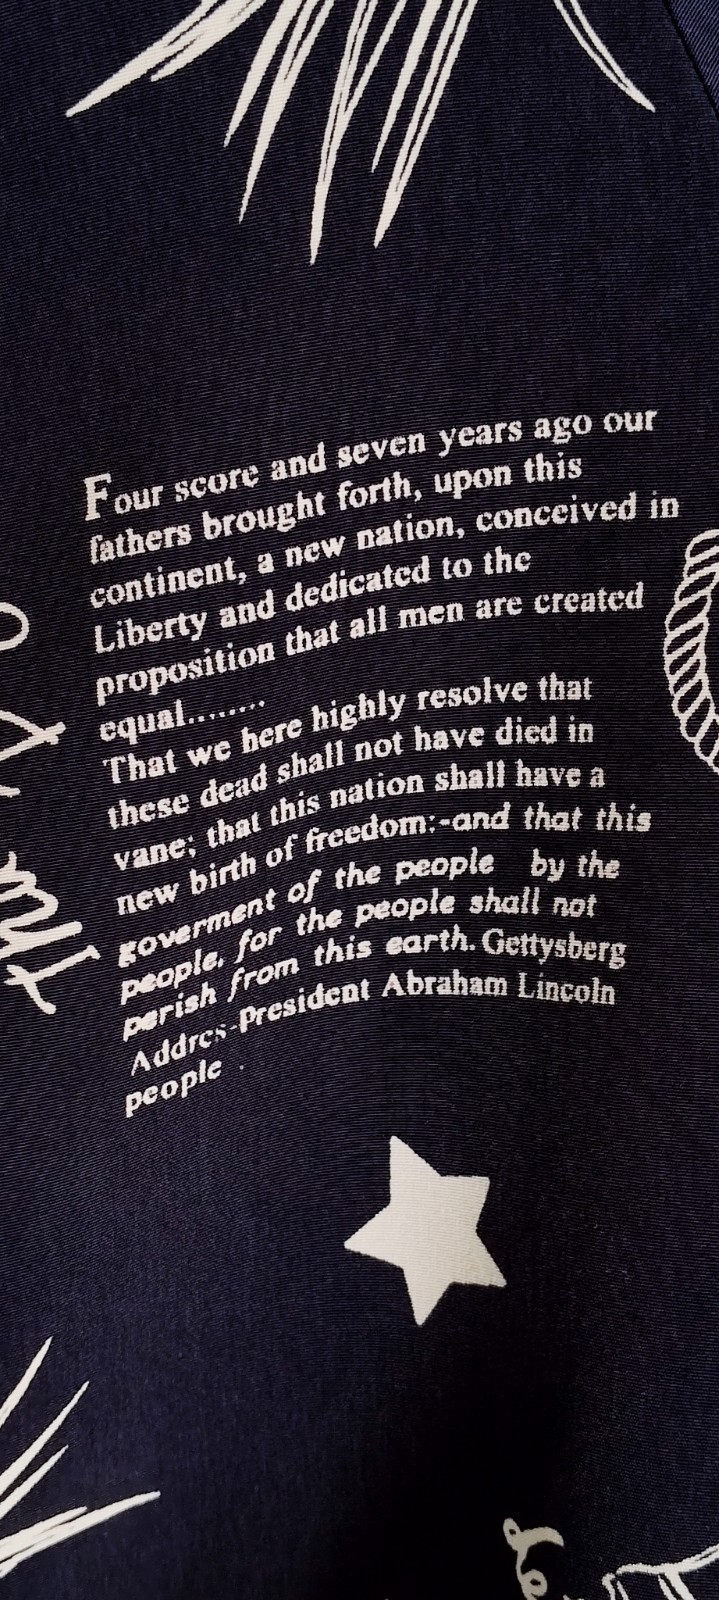 Four score and seven years ago our
fathers brought forth, upon this
continent, a new nation, conceived in
Liberty and dedicated to the
proposition that all men are created
equal........
That we here highly resolve that
these dead shall not have died in
vane; that this nation shall have a
new birth of freedom:-and that this
goverment of the people by the
people, for the people shall not
perish from this earth. Gettysberg
Addres-President Abraham Lincoln
people